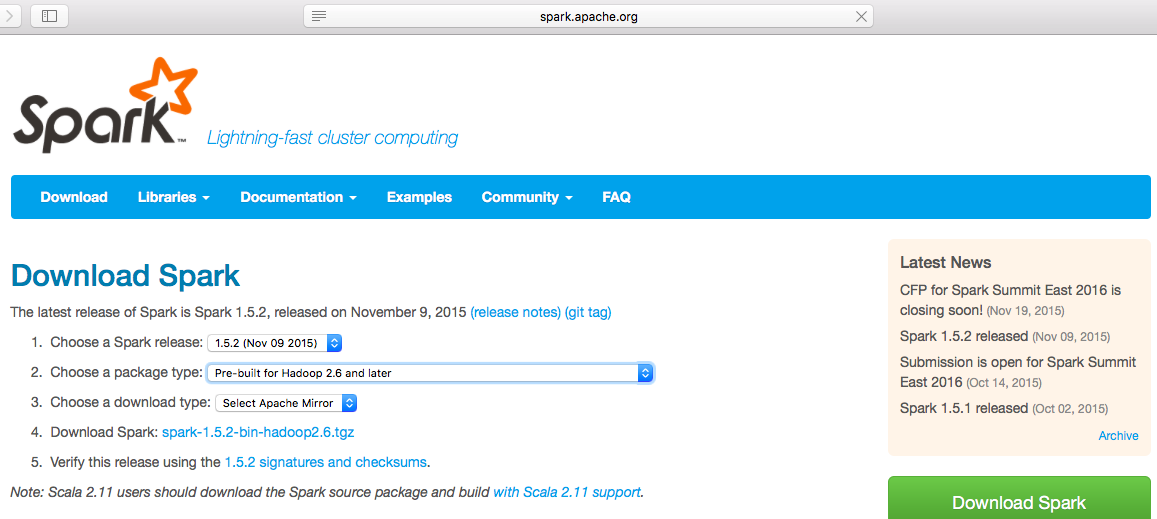 spark.apache.org
Spark™ Lightning-fast cluster computing
Download Libraries Documentation Examples Community FAQ
Download Spark
The latest release of Spark is Spark 1.5.2, released on November 9, 2015 (release notes) (git tag)
1. Choose a Spark release: 1.5.2 (Nov 09 2015)
2. Choose a package type: Pre-built for Hadoop 2.6 and later
3. Choose a download type: Select Apache Mirror
4. Download Spark: spark-1.5.2-bin-hadoop2.6.tgz
5. Verify this release using the 1.5.2 signatures and checksums.
Note: Scala 2.11 users should download the Spark source package and build with Scala 2.11 support.
Latest News
CFP for Spark Summit East 2016 is
closing soon! (Nov 19, 2015)
Spark 1.5.2 released (Nov 09, 2015)
Submission is open for Spark Summit
East 2016 (Oct 14, 2015)
Spark 1.5.1 released (Oct 02, 2015)
Archive
Download Spark